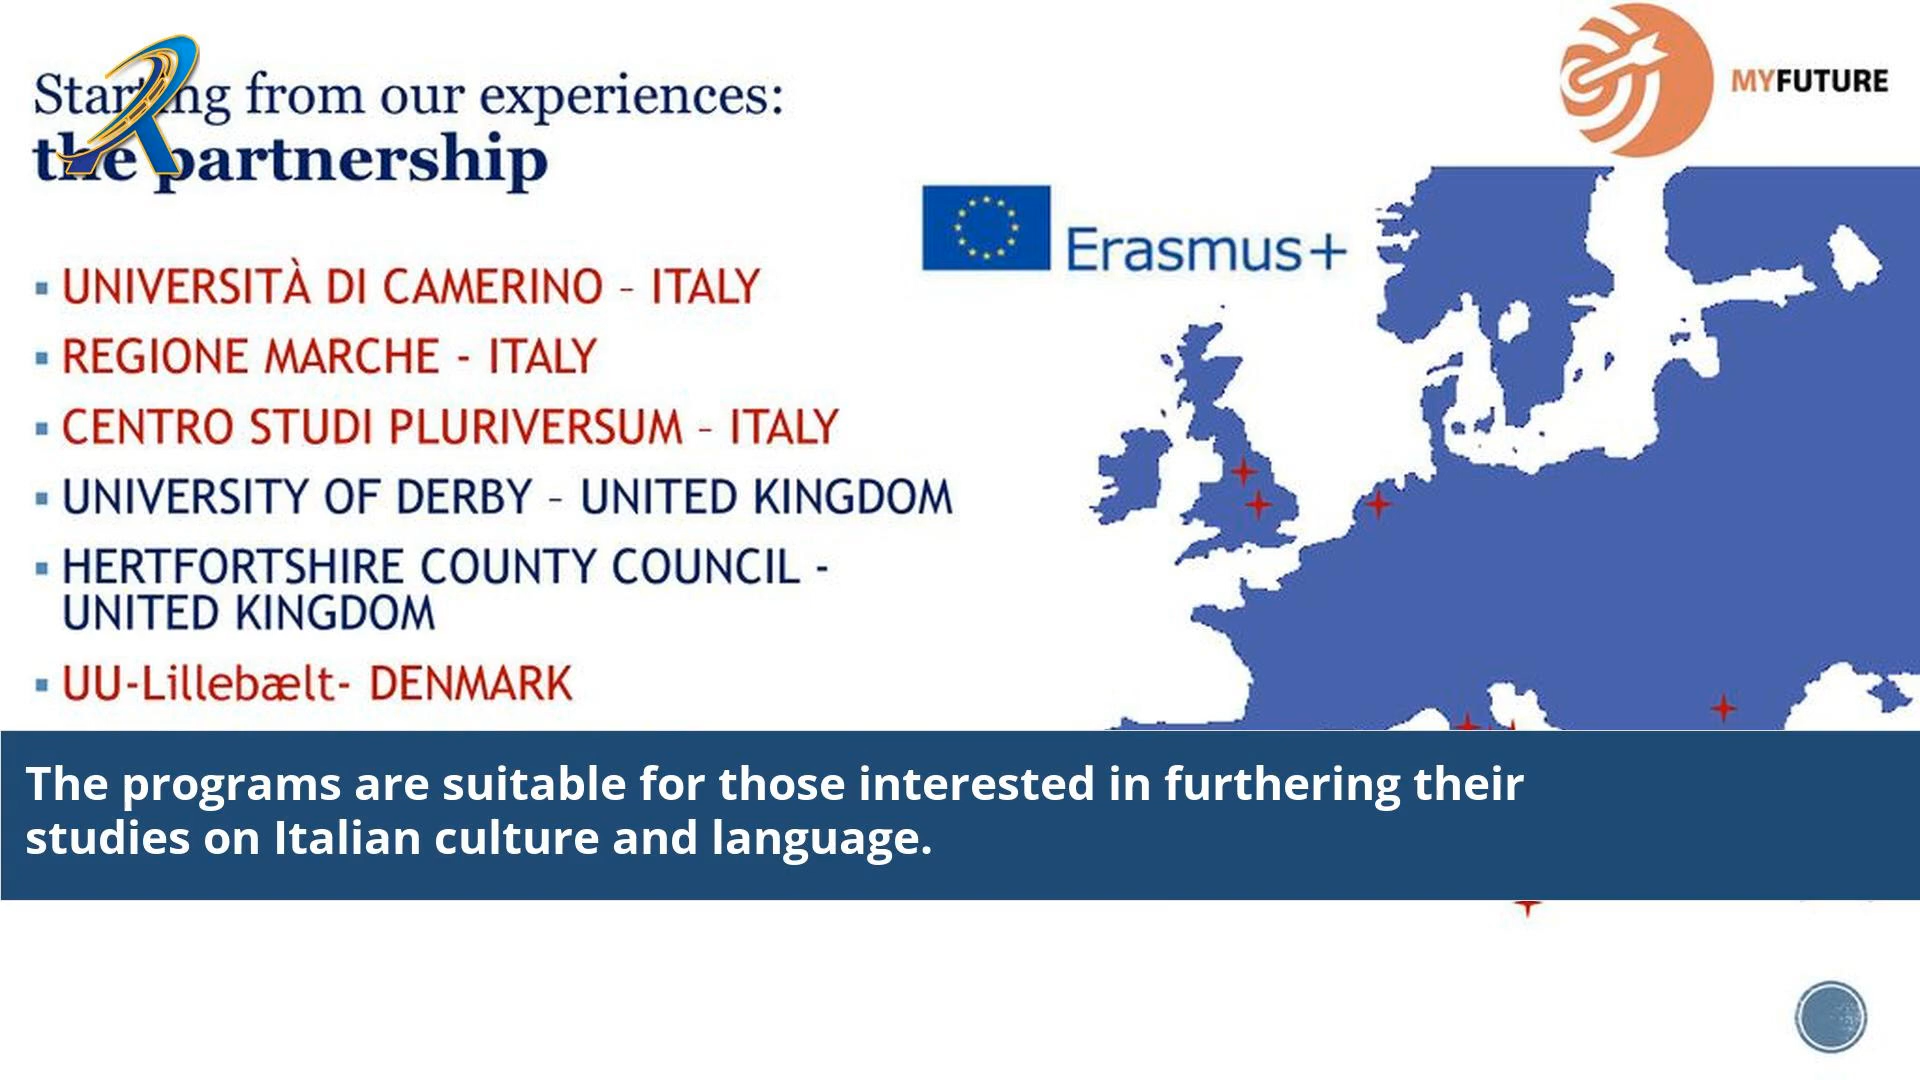 Starting from our experiences:
the partnership
MYFUTURE
Erasmus+
▪ UNIVERSITÀ DI CAMERINO – ITALY
▪ REGIONE MARCHE - ITALY
▪ CENTRO STUDI PLURIVERSUM – ITALY
▪ UNIVERSITY OF DERBY – UNITED KINGDOM
▪ HERTFORTSHIRE COUNTY COUNCIL -
UNITED KINGDOM
▪ UU-Lillebælt- DENMARK
The programs are suitable for those interested in furthering their
studies on Italian culture and language.